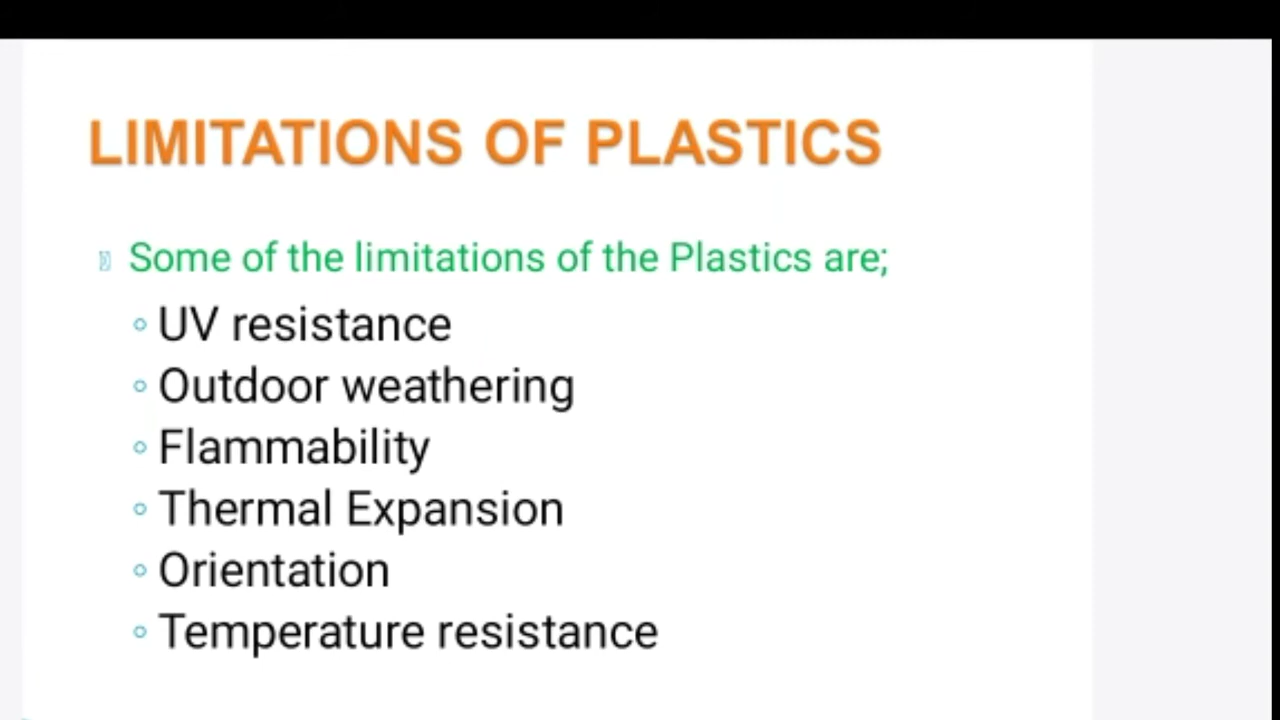 LIMITATIONS OF PLASTICS
Some of the limitations of the Plastics are;
UV resistance
Outdoor weathering
Flammability
Thermal Expansion
Orientation
Temperature resistance